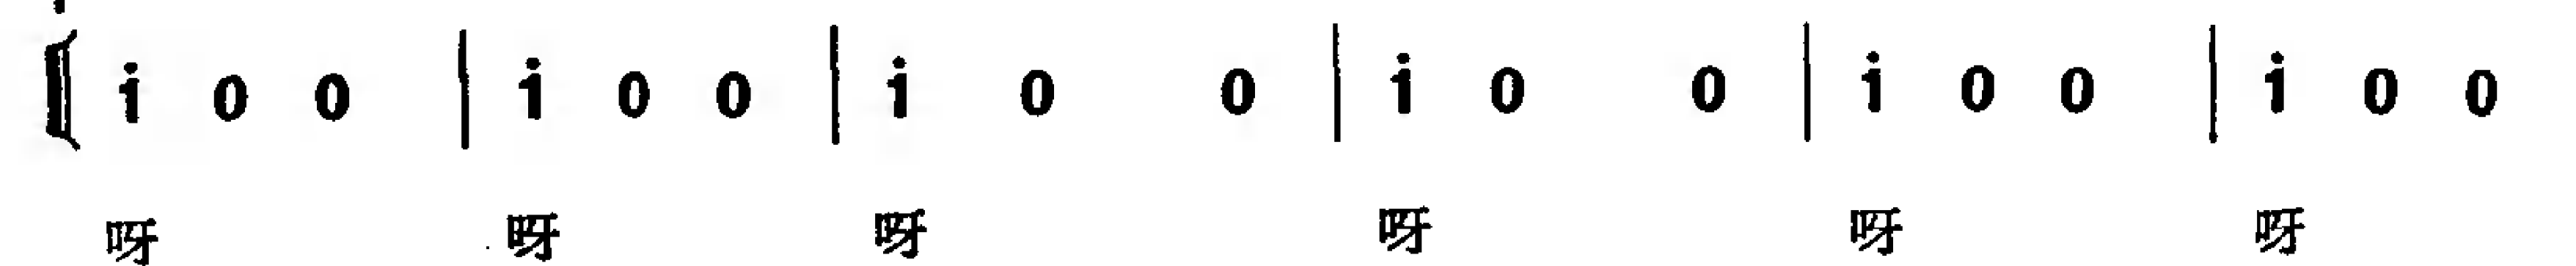 i 0 0 | i 0 0 | i 0 0 | i 0 0 | i 0 0 | i 0 0
呀 呀 呀 呀 呀 呀